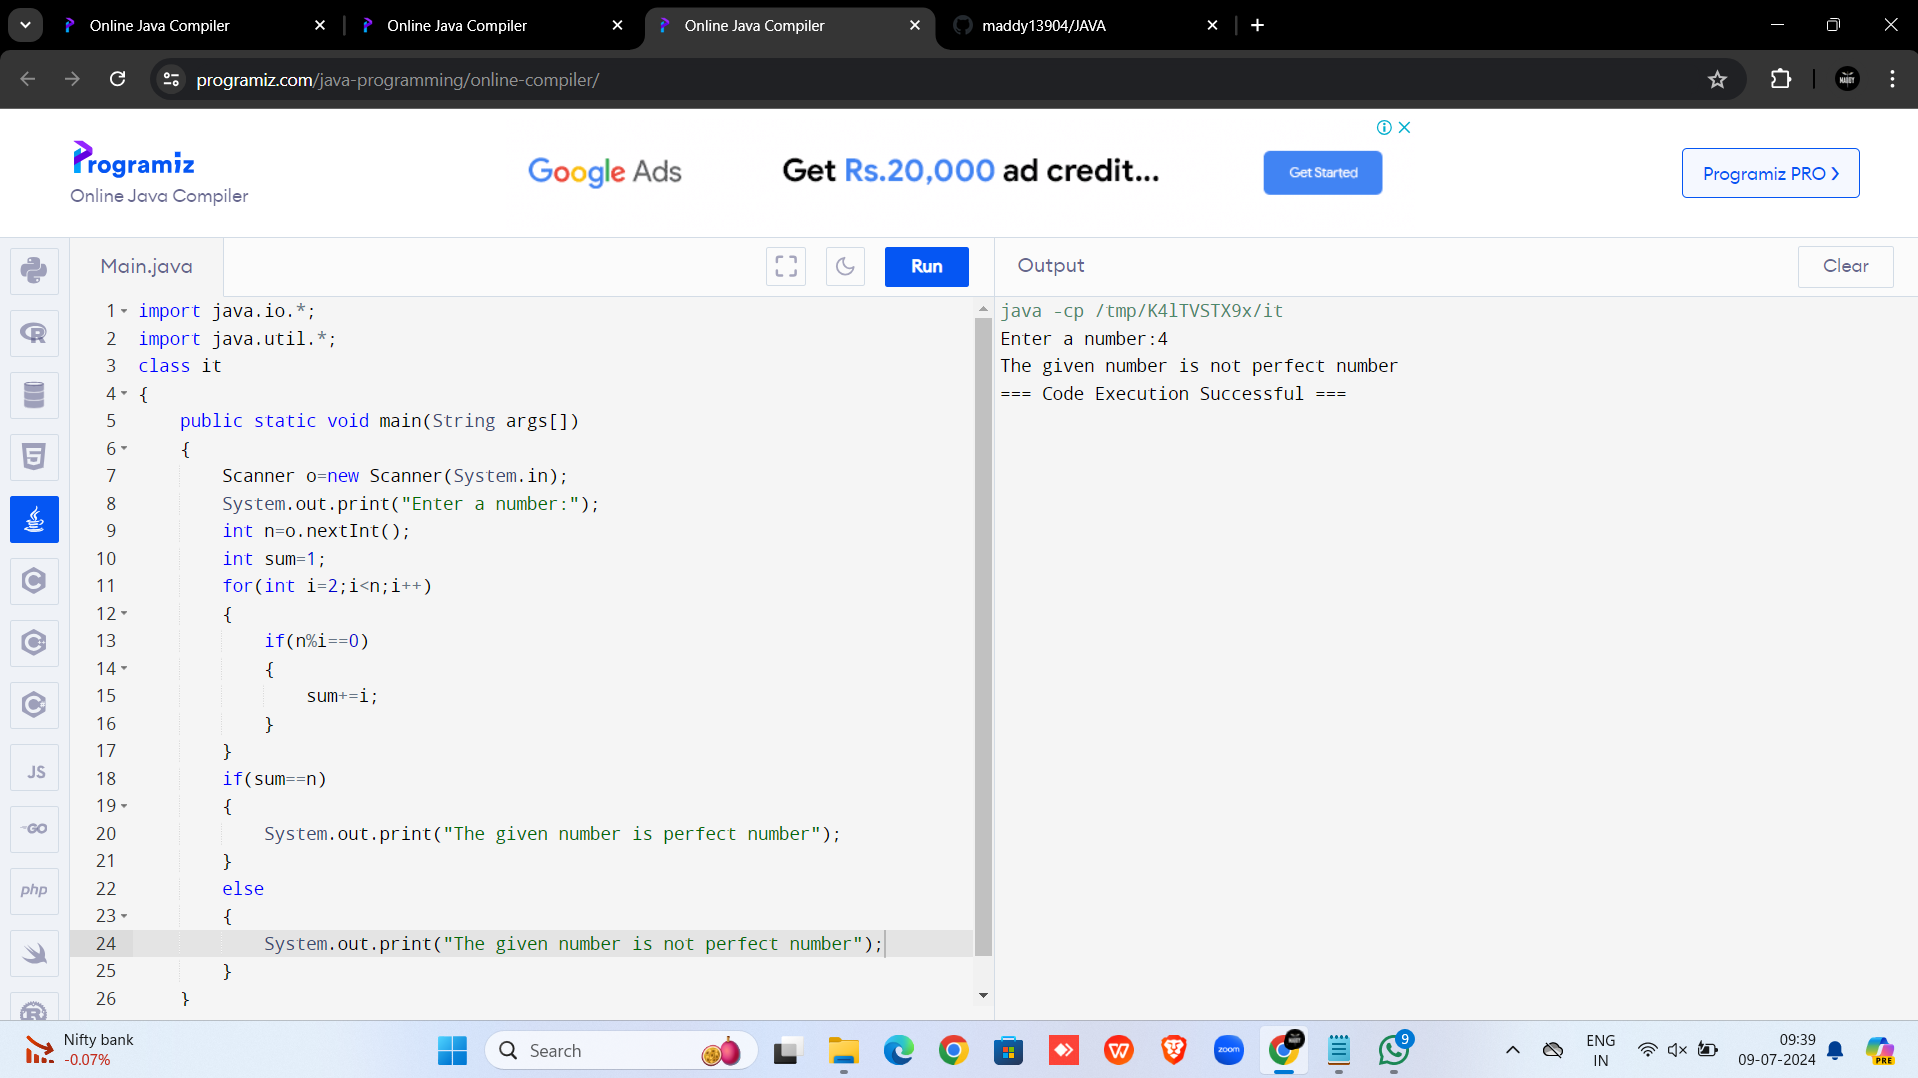 Online Java Compiler
Online Java Compiler
Online Java Compiler
maddy13904/JAVA
programiz.com/java-programming/online-compiler/
Programiz
Online Java Compiler
Google Ads
Get Rs.20,000 ad credit...
Get Started
Programiz PRO
Main.java
Run
Output
Clear
1 import java.io.*;
2 import java.util.*;
3 class it
4 {
5 public static void main(String args[])
6 {
7 Scanner o=new Scanner(System.in);
8 System.out.print("Enter a number:");
9 int n=o.nextInt();
10 int sum=1;
11 for(int i=2;i<n;i++)
12 {
13 if(n%i==0)
14 {
15 sum+=i;
16 }
17 }
18 if(sum==n)
19 {
20 System.out.print("The given number is perfect number");
21 }
22 else
23 {
24 System.out.print("The given number is not perfect number");
25 }
26 }
java -cp /tmp/K4lTVSTX9x/it
Enter a number:4
The given number is not perfect number
=== Code Execution Successful ===
JS
GO
php
Nifty bank
-0.07%
Search
zoom
9
ENG
IN
09:39
09-07-2024
PRE